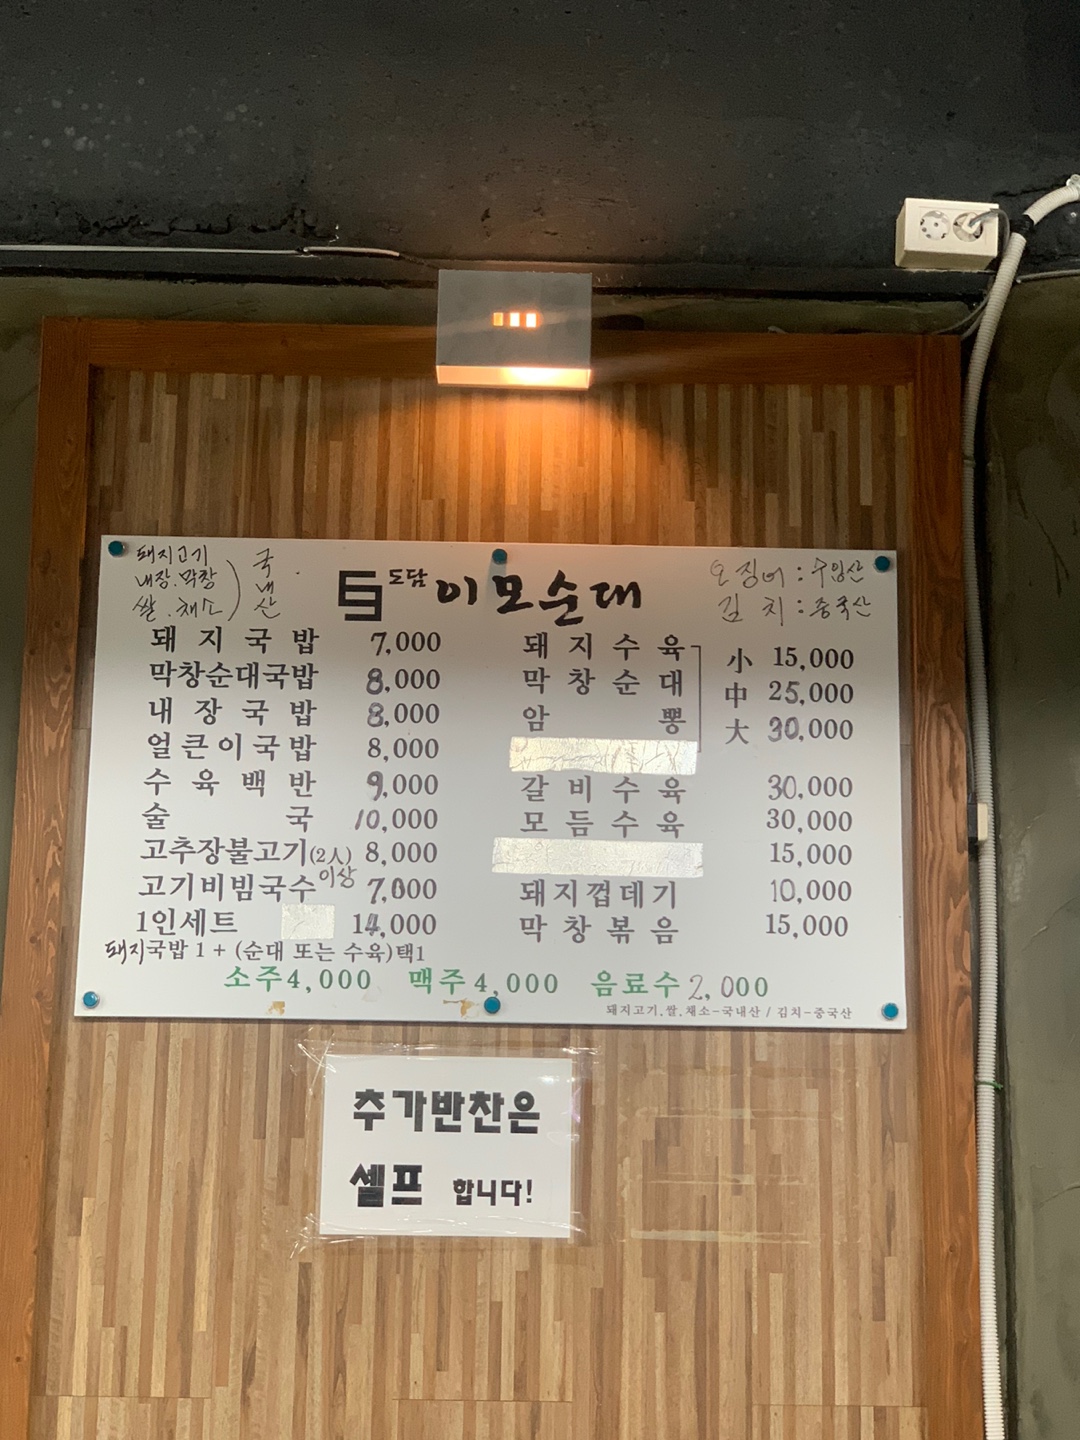 돼지고기
내장.막창
쌀.채소
국내산
도담 이모순대
오징어 : 수입산
김치 : 중국산
돼지국밥 7,000
막창순대국밥 8,000
내장국밥 8,000
얼큰이국밥 8,000
수육백반 9,000
술국 10,000
고추장불고기(2人) 8,000
이상
고기비빔국수 7,000
1인세트 14,000
돼지국밥 1 + (순대 또는 수육)택1
돼지수육 小 15,000
막창순대 中 25,000
암뽕 大 30,000
갈비수육 30,000
모듬수육 30,000
15,000
돼지껍데기 10,000
막창볶음 15,000
소주4,000 맥주4,000 음료수2,000
돼지고기,쌀,채소-국내산 / 김치-중국산
추가반찬은
셀프 합니다!